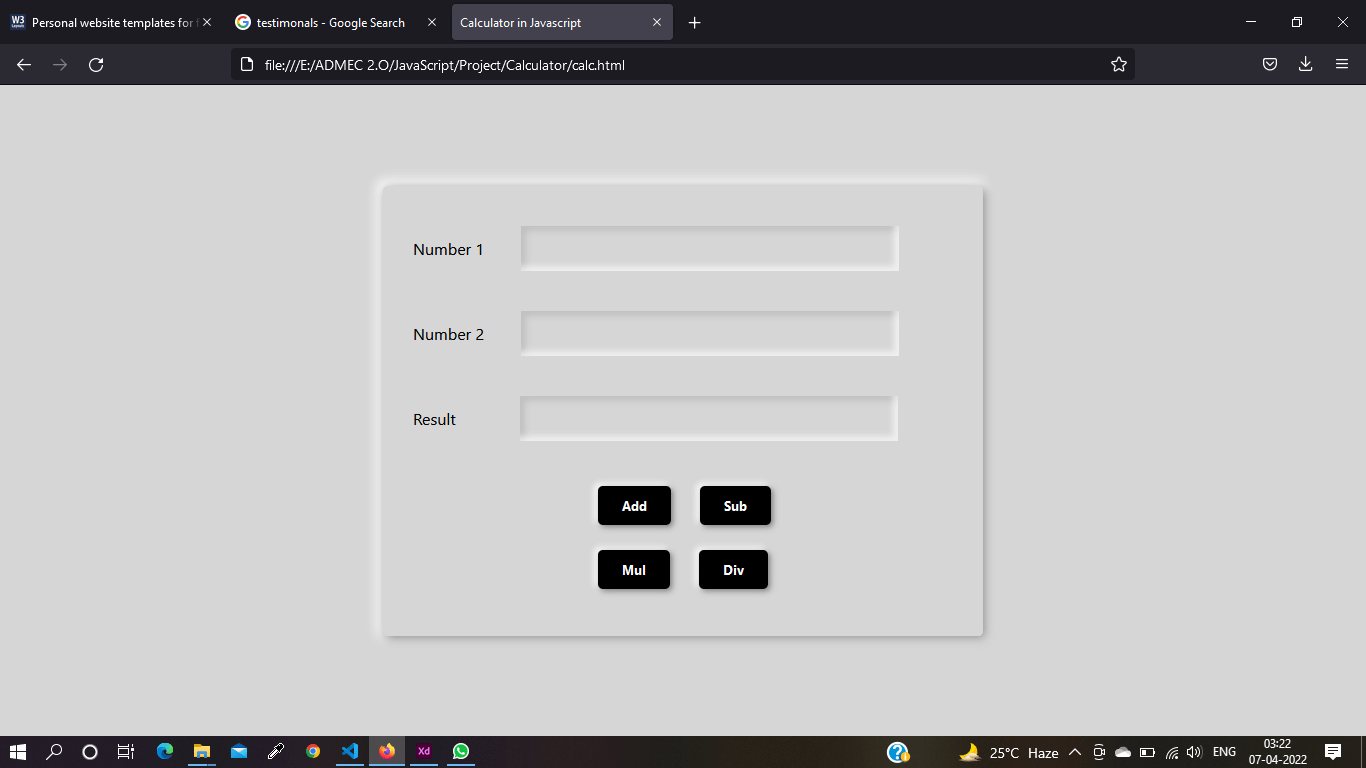 W3 Personal website templates for f
testimonals - Google Search
Calculator in Javascript
file:///E:/ADMEC 2.O/JavaScript/Project/Calculator/calc.html
Number 1
Number 2
Result
Add Sub
Mul Div
Xd
25°C Haze
ENG
03:22
07-04-2022